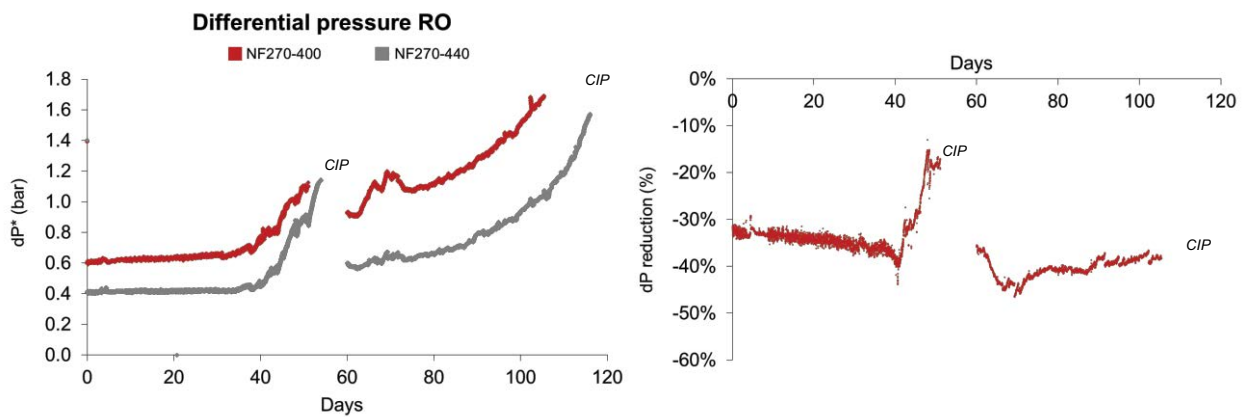 Differential pressure RO
NF270-400 NF270-440
1.8
1.6
1.4
1.2
1.0
0.8
0.6
0.4
0.2
0.0
dP* (bar)
CIP
CIP
0 20 40 60 80 100 120
Days
Days
0 20 40 60 80 100 120
0%
-10%
-20%
-30%
-40%
-50%
-60%
dP reduction (%)
CIP
CIP